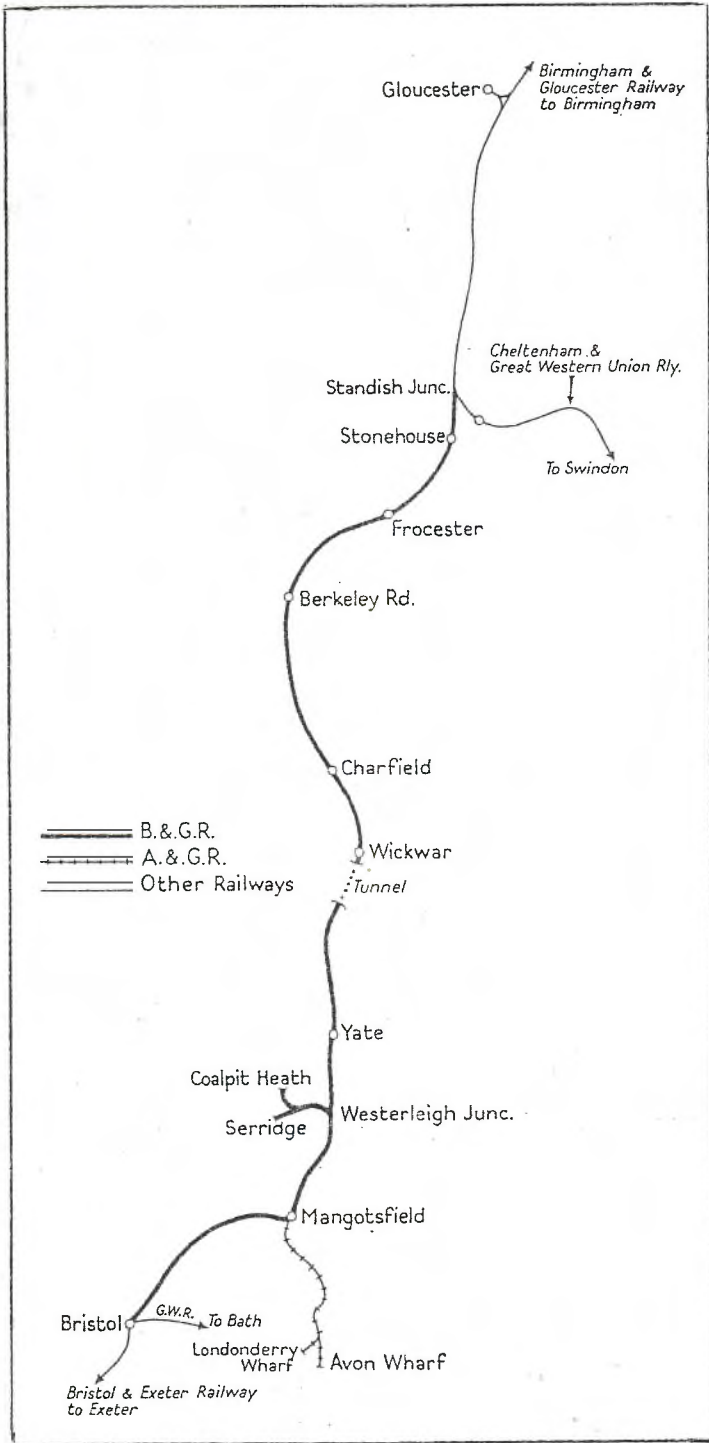 Gloucester
Birmingham &
Gloucester Railway
to Birmingham
Cheltenham &
Great Western Union Rly.
Standish Junc.
Stonehouse
To Swindon
Frocester
Berkeley Rd.
Charfield
B.&.G.R.
A.&.G.R.
Other Railways
Wickwar
Tunnel
Yate
Coalpit Heath
Serridge
Westerleigh Junc.
Mangotsfield
G.W.R.
To Bath
Bristol
Londonderry
Wharf
Avon Wharf
Bristol & Exeter Railway
to Exeter